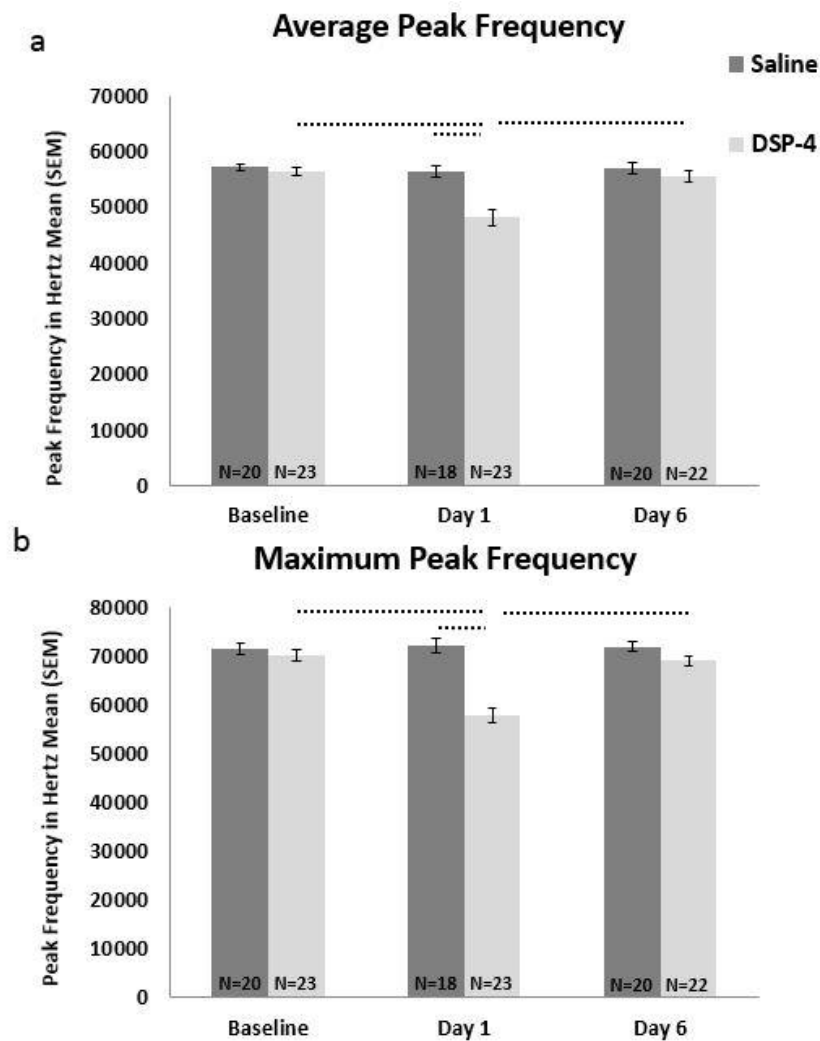 a
Average Peak Frequency
Saline
DSP-4
Peak Frequency in Hertz Mean (SEM)
70000
60000
50000
40000
30000
20000
10000
0
N=20 N=23 N=18 N=23 N=20 N=22
Baseline Day 1 Day 6
b
Maximum Peak Frequency
Peak Frequency in Hertz Mean (SEM)
80000
70000
60000
50000
40000
30000
20000
10000
0
N=20 N=23 N=18 N=23 N=20 N=22
Baseline Day 1 Day 6